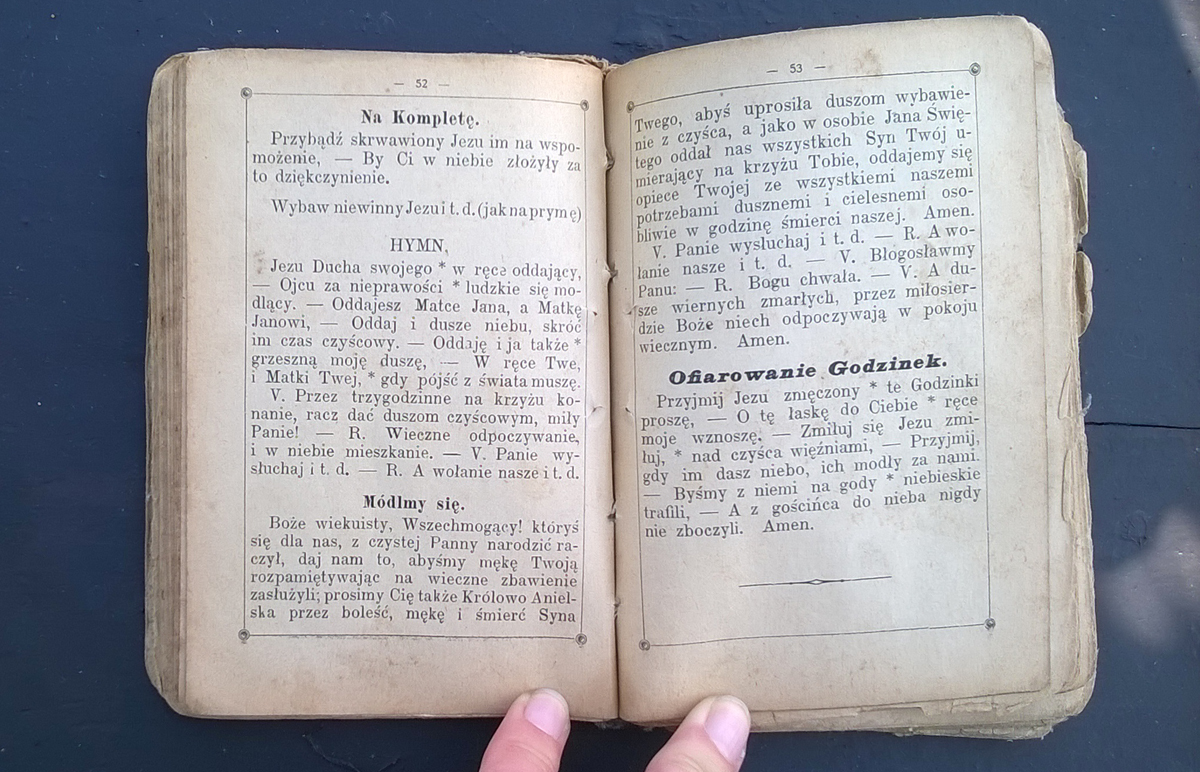 — 52 —
Na Kompletę.
Przybądź skrwawiony Jezu im na wspo-
możenie, — By Ci w niebie złożyły za
to dziękczynienie.
Wybaw niewinny Jezu i t. d. (jak na prymę)
HYMN,
Jezu Ducha swojego * w ręce oddający,
— Ojcu za nieprawości * ludzkie się mo-
dlący. — Oddajesz Matce Jana, a Matkę
Janowi, — Oddaj i dusze niebu, skróć
im czas czyścowy. — Oddaję i ja także *
grzeszną moję duszę, — W ręce Twe,
i Matki Twej, * gdy pójść z świata muszę.
V. Przez trzygodzinne na krzyżu ko-
nanie, racz dać duszom czyścowym, miły
Panie! — R. Wieczne odpoczywanie,
i w niebie mieszkanie. — V. Panie wy-
słuchaj i t. d. — R. A wołanie nasze i t. d.
Módlmy się.
Boże wiekuisty, Wszechmogący! któryś
się dla nas, z czystej Panny narodzić ra-
czył, daj nam to, abyśmy mękę Twoją
rozpamiętywając na wieczne zbawienie
zasłużyli; prosimy Cię także Królowo Aniel-
ska przez boleść, mękę i śmierć Syna
— 53 —
Twego, abyś uprosiła duszom wybawie-
nie z czyśca, a jako w osobie Jana Świę-
tego oddał nas wszystkich Syn Twój u-
mierający na krzyżu Tobie, oddajemy się
opiece Twojej ze wszystkiemi naszemi
potrzebami dusznemi i cielesnemi oso-
bliwie w godzinę śmierci naszej. Amen.
V. Panie wysłuchaj i t. d. — R. A wo-
łanie nasze i t. d. — V. Błogosławmy
Panu: — R. Bogu chwała. — V. A du-
sze wiernych zmarłych, przez miłosier-
dzie Boże niech odpoczywają w pokoju
wiecznym. Amen.
Ofiarowanie Godzinek.
Przyjmij Jezu zmęczony * te Godzinki
proszę, — O tę łaskę do Ciebie * ręce
moje wznoszę. — Zmiłuj się Jezu zmi-
łuj, * nad czyśca więźniami, — Przyjmij,
gdy im dasz niebo, ich modły za nami.
— Byśmy z niemi na gody * niebieskie
trafili, — A z gościńca do nieba nigdy
nie zboczyli. Amen.